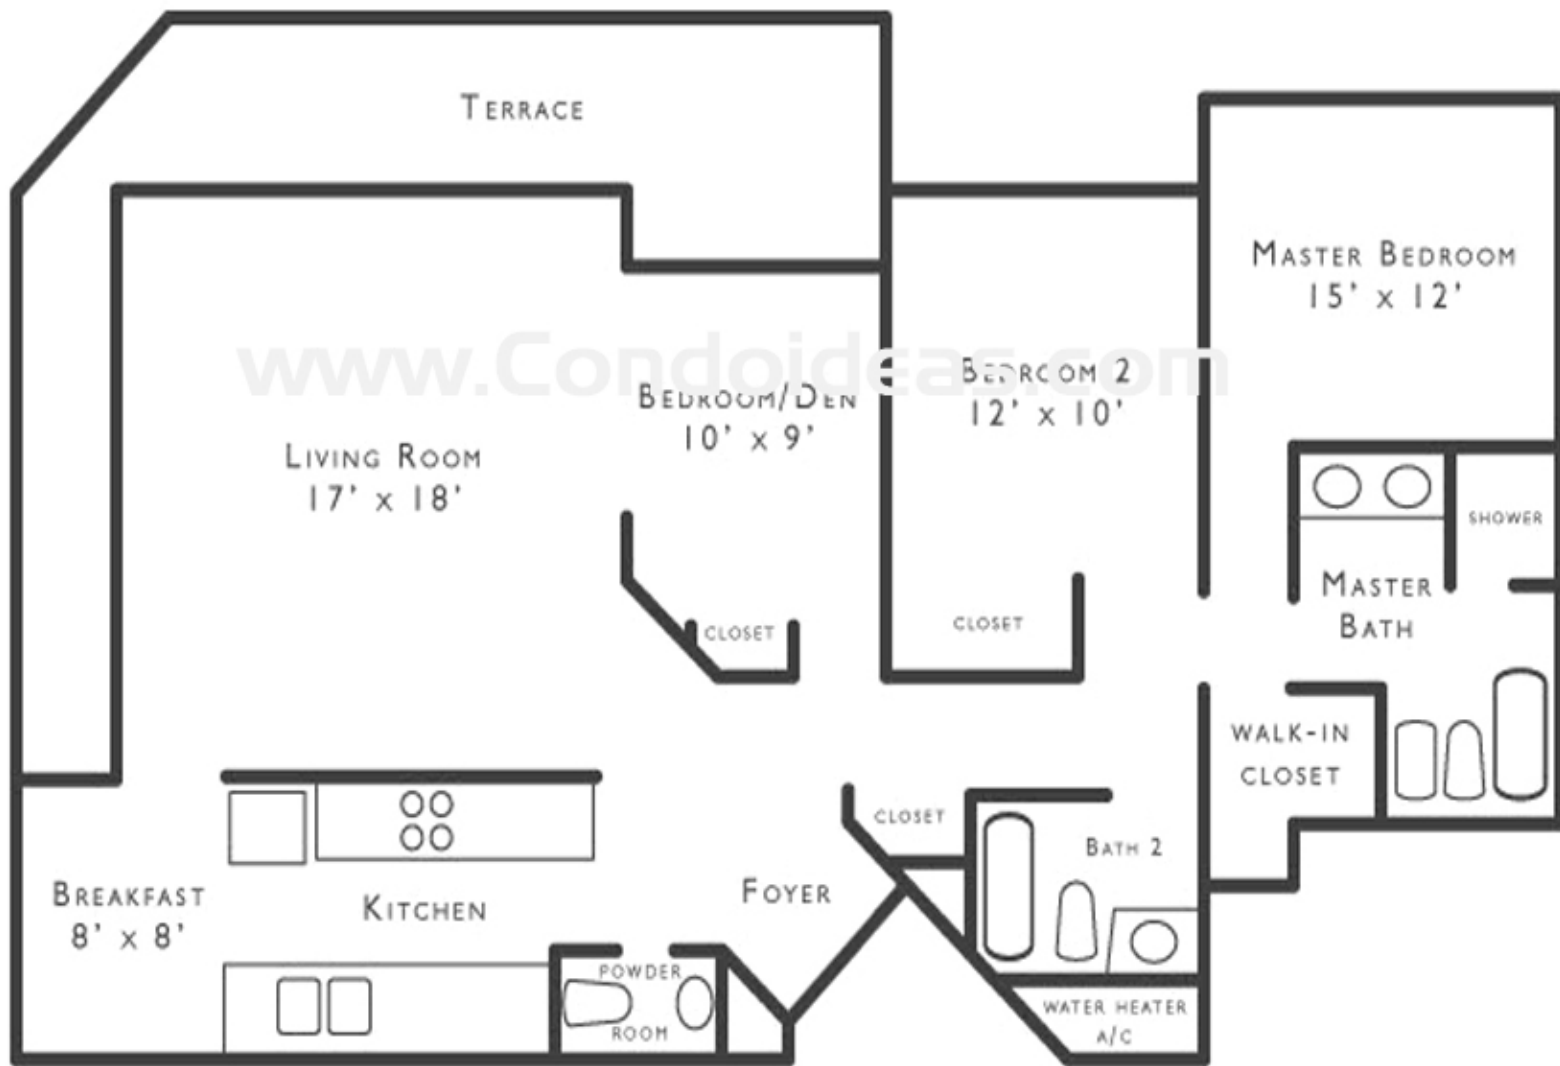 TERRACE
MASTER BEDROOM
15' x 12'
www.Condoideas.com
BEDROOM 2
12' x 10'
BEDROOM/DEN
10' x 9'
LIVING ROOM
17' x 18'
SHOWER
MASTER
BATH
CLOSET
CLOSET
WALK-IN
CLOSET
CLOSET
BATH 2
BREAKFAST
8' x 8'
KITCHEN
FOYER
POWDER
ROOM
WATER HEATER
A/C